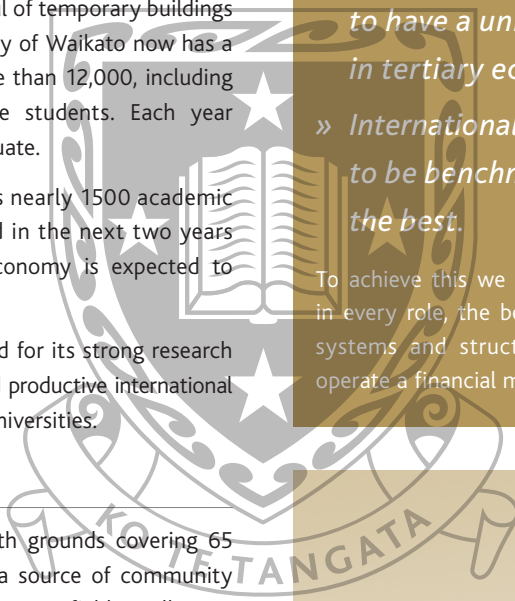 l of temporary buildings
y of Waikato now has a
e than 12,000, including
e students. Each year
uate.
s nearly 1500 academic
d in the next two years
conomy is expected to
d for its strong research
d productive international
niversities.
th grounds covering 65
a source of community
to have a un
in tertiary ec
» International
to be benchm
the best.
To achieve this we
in every role, the be
systems and struct
operate a financial m
KO TE TANGATA